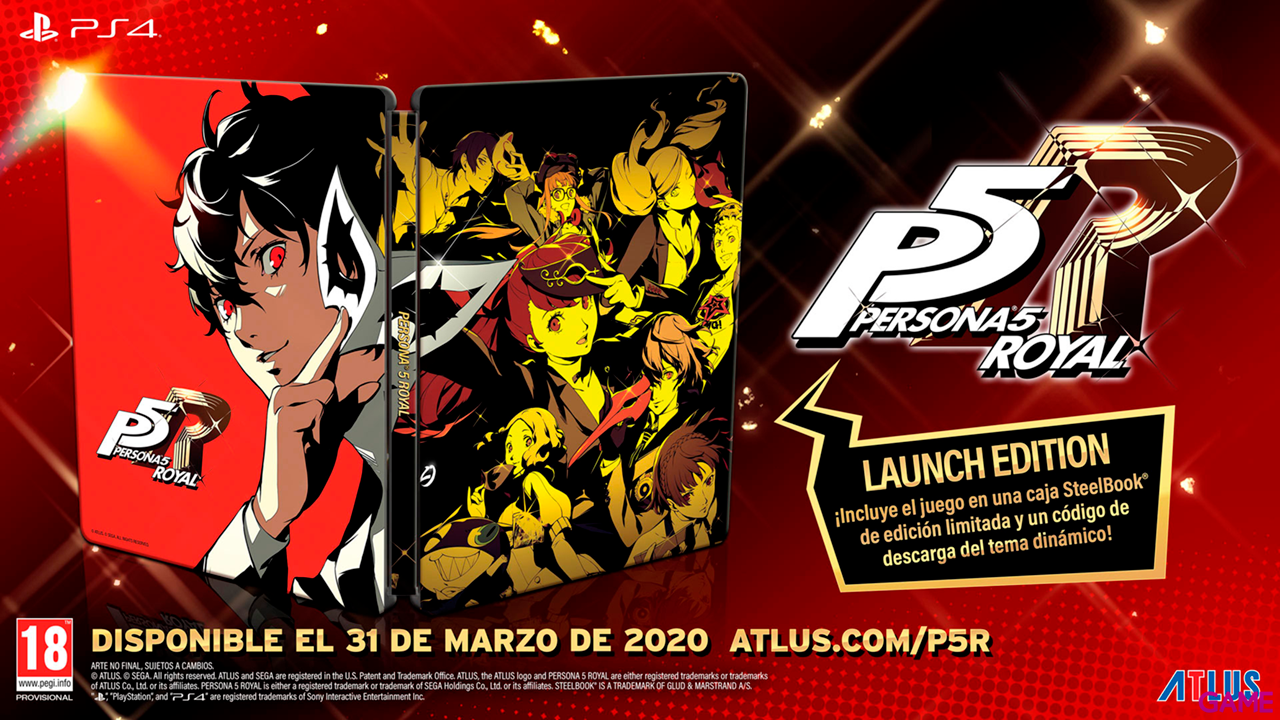 PS4
P5R
PERSONA5
ROYAL
© ATLUS. © SEGA. ALL RIGHTS RESERVED.
PERSONA 5 ROYAL
P5R
PERSONA5
ROYAL
LAUNCH EDITION
¡Incluye el juego en una caja SteelBook®
de edición limitada y un código de
descarga del tema dinámico!
18
www.pegi.info
PROVISIONAL
DISPONIBLE EL 31 DE MARZO DE 2020 ATLUS.COM/P5R
ARTE NO FINAL, SUJETOS A CAMBIOS.
© ATLUS. © SEGA. All rights reserved. ATLUS and SEGA are registered in the U.S. Patent and Trademark Office. ATLUS, the ATLUS logo and PERSONA 5 ROYAL are either registered trademarks or trademarks
of ATLUS Co., Ltd. or its affiliates. PERSONA 5 ROYAL is either a registered trademark or trademark of SEGA Holdings Co., Ltd. or its affiliates. STEELBOOK™ IS A TRADEMARK OF GLUD & MARSTRAND A/S.
" ", "PlayStation", and "PS4" are registered trademarks of Sony Interactive Entertainment Inc.
ATLUS
GAME